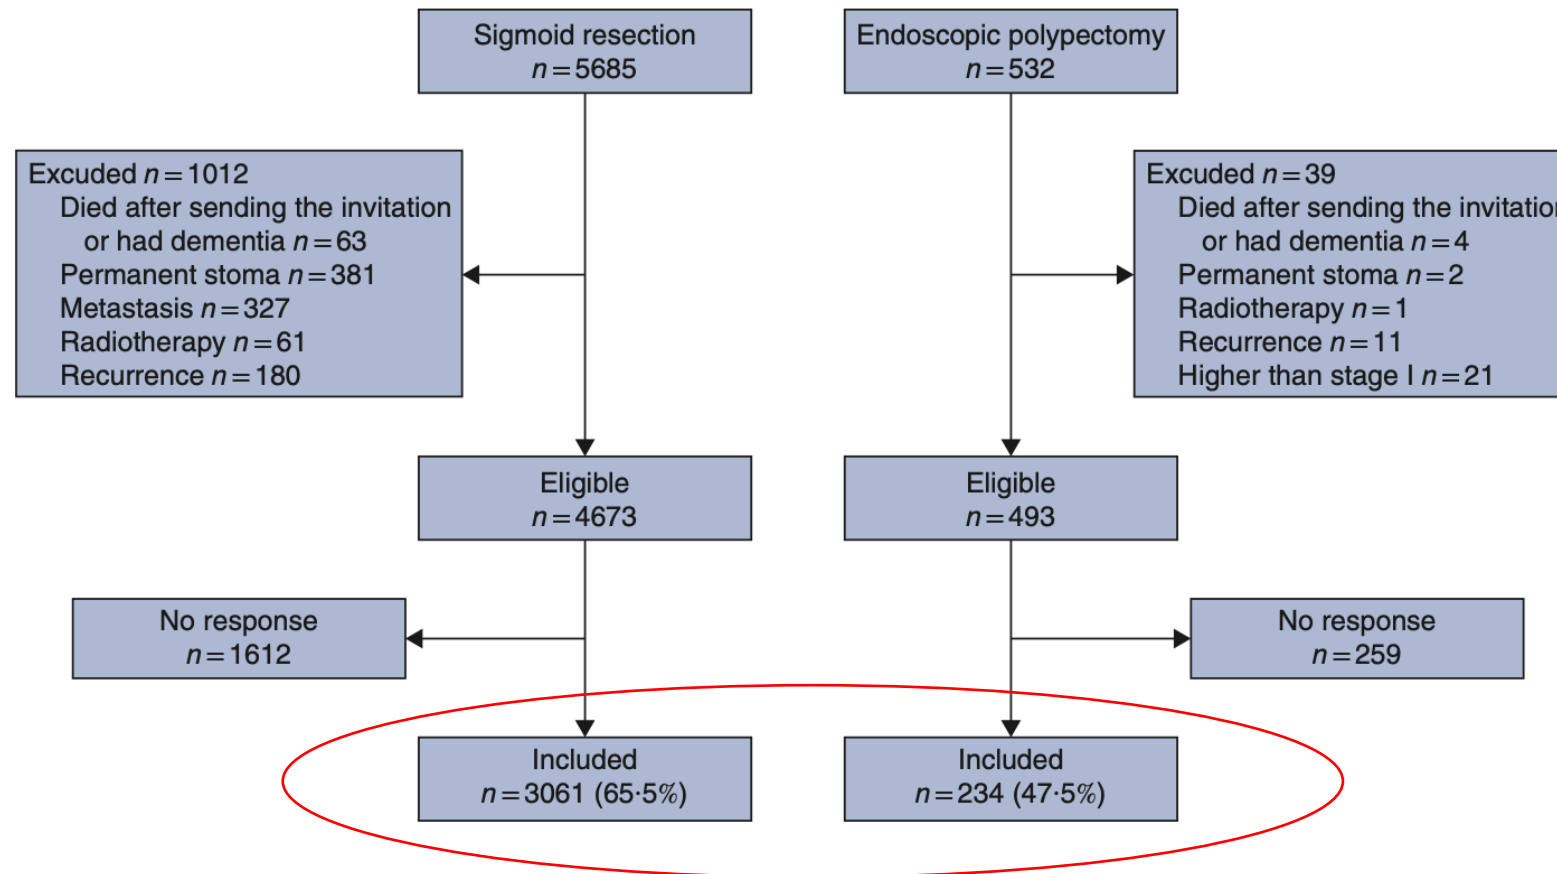 Sigmoid resection
n=5685
Endoscopic polypectomy
n=532
Excuded n=1012
Died after sending the invitation
or had dementia n=63
Permanent stoma n=381
Metastasis n=327
Radiotherapy n=61
Recurrence n=180
Excuded n=39
Died after sending the invitation
or had dementia n=4
Permanent stoma n=2
Radiotherapy n=1
Recurrence n=11
Higher than stage I n=21
Eligible
n=4673
Eligible
n=493
No response
n=1612
No response
n=259
Included
n=3061 (65·5%)
Included
n=234 (47·5%)